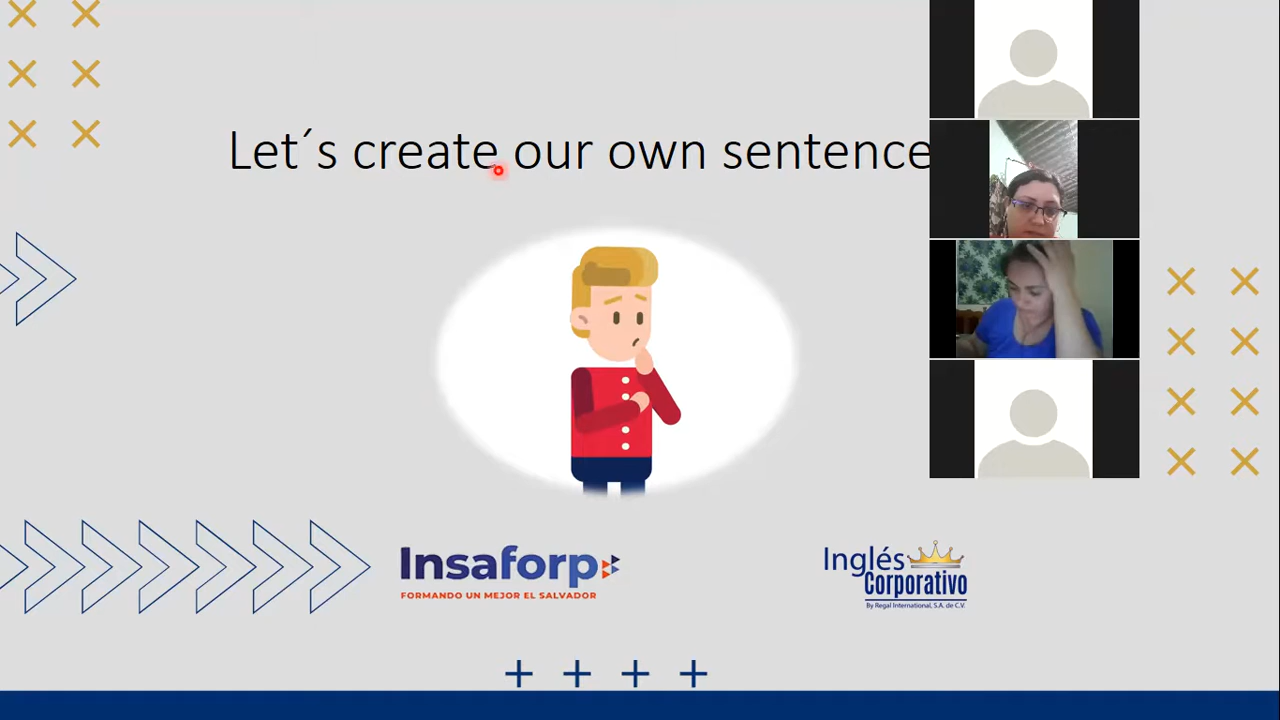 Let´s create our own sentence
Insaforp
FORMANDO UN MEJOR EL SALVADOR
Inglés
Corporativo
By Regal International, S.A. de C.V.